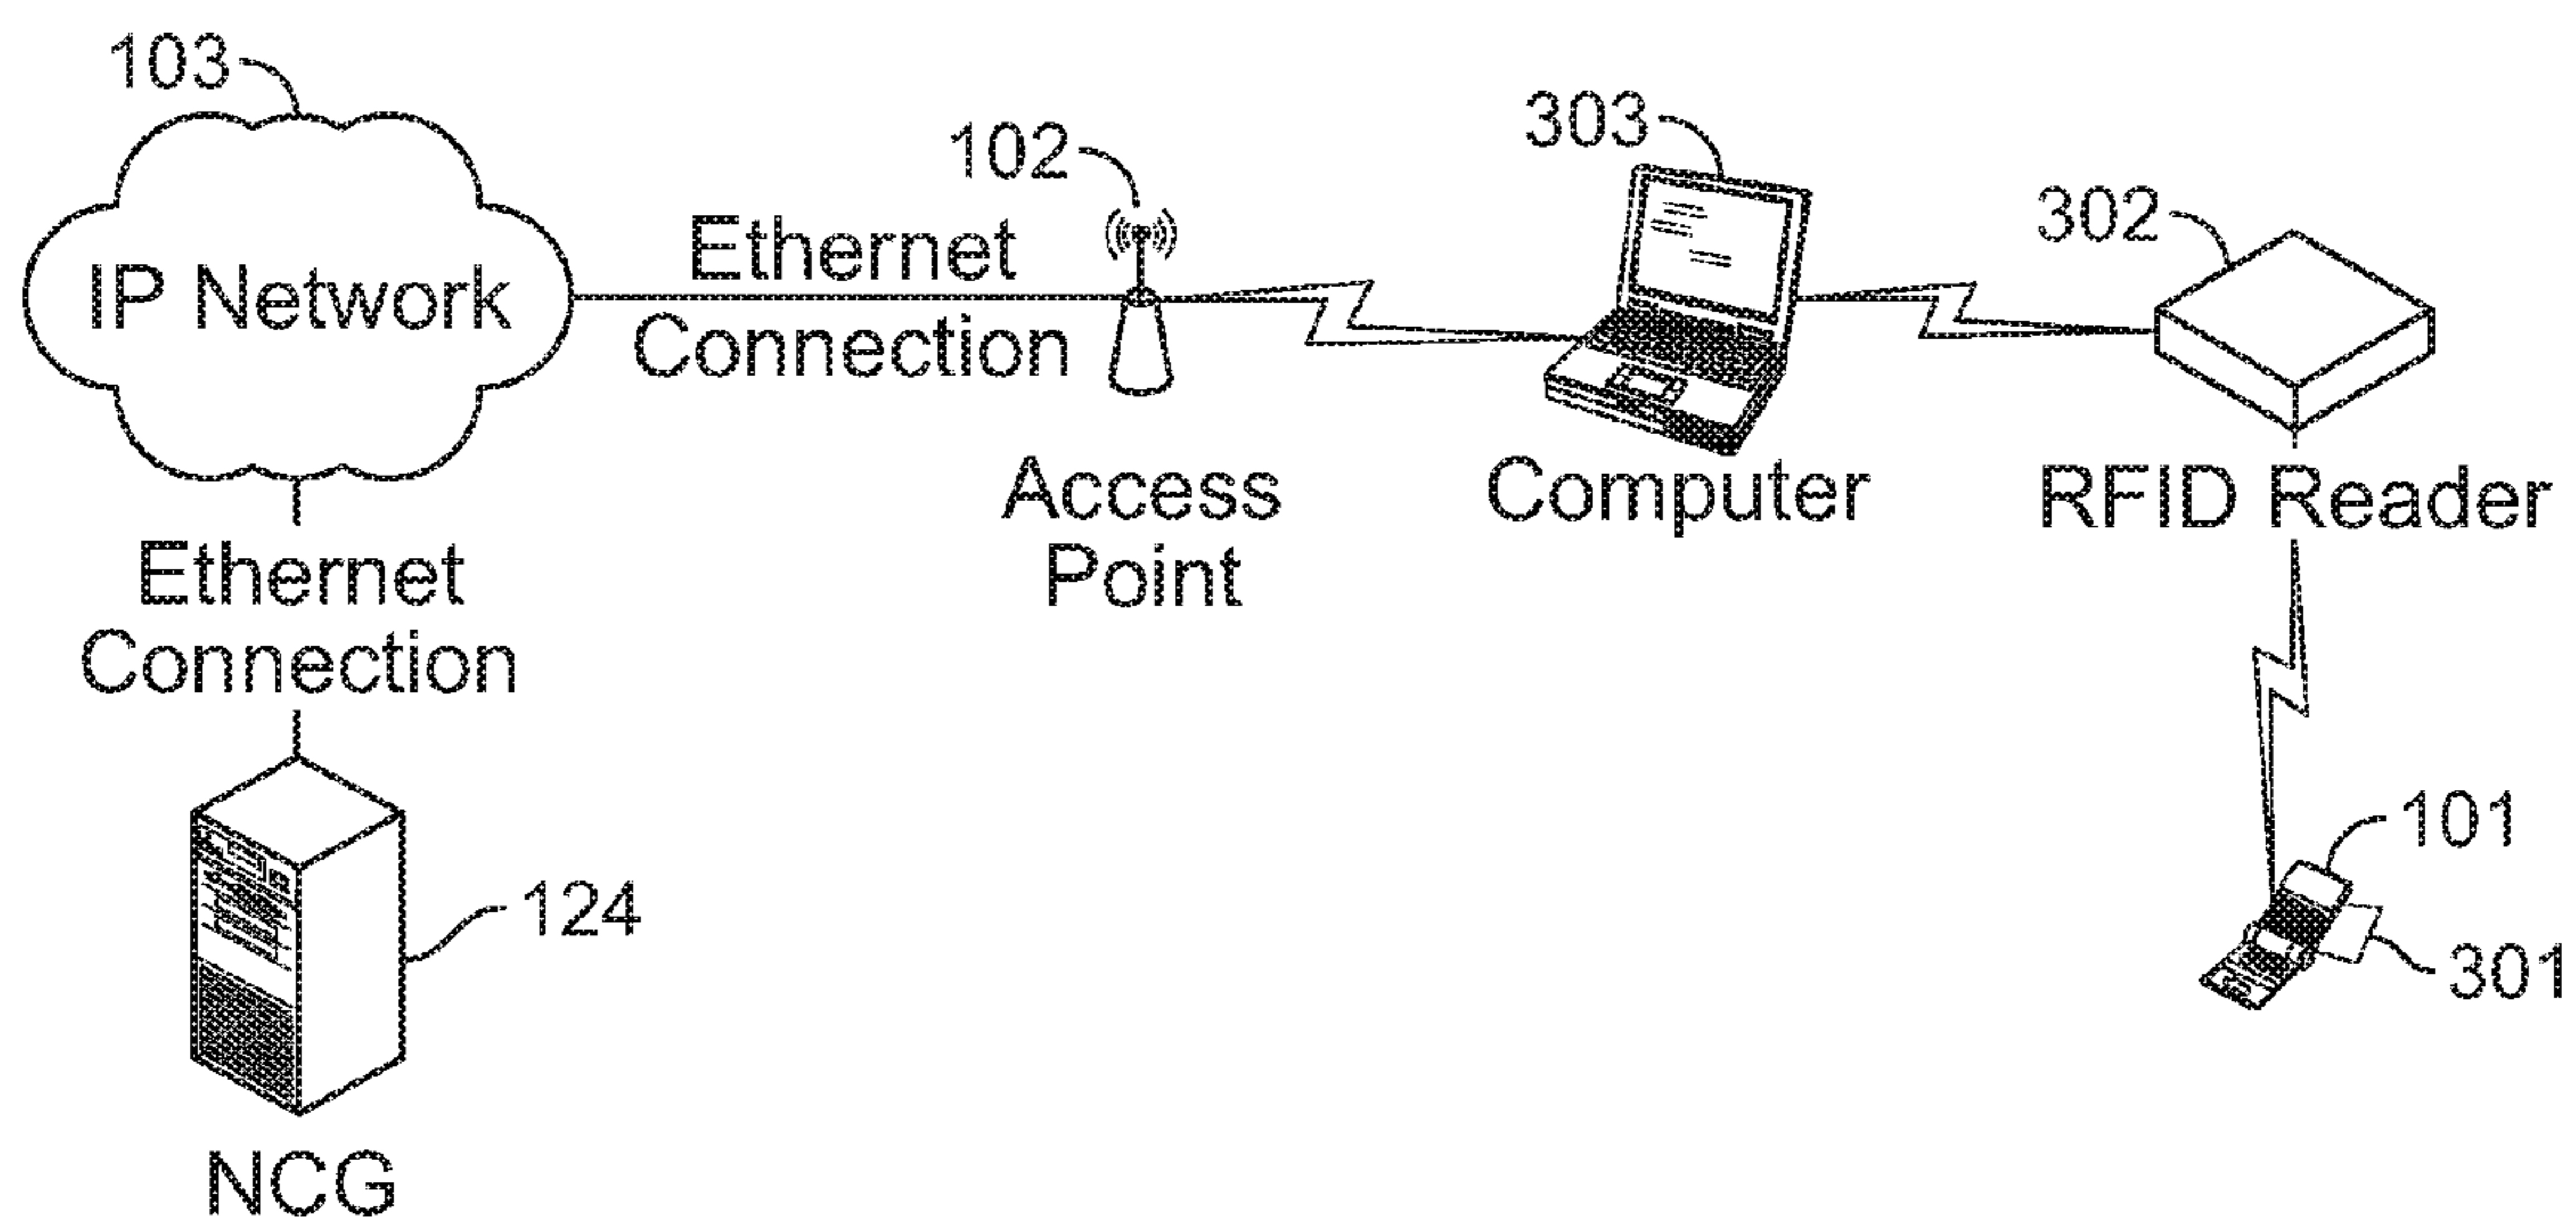 103
IP Network
Ethernet
Connection
102
Access
Point
303
Computer
302
RFID Reader
Ethernet
Connection
124
NCG
101
301